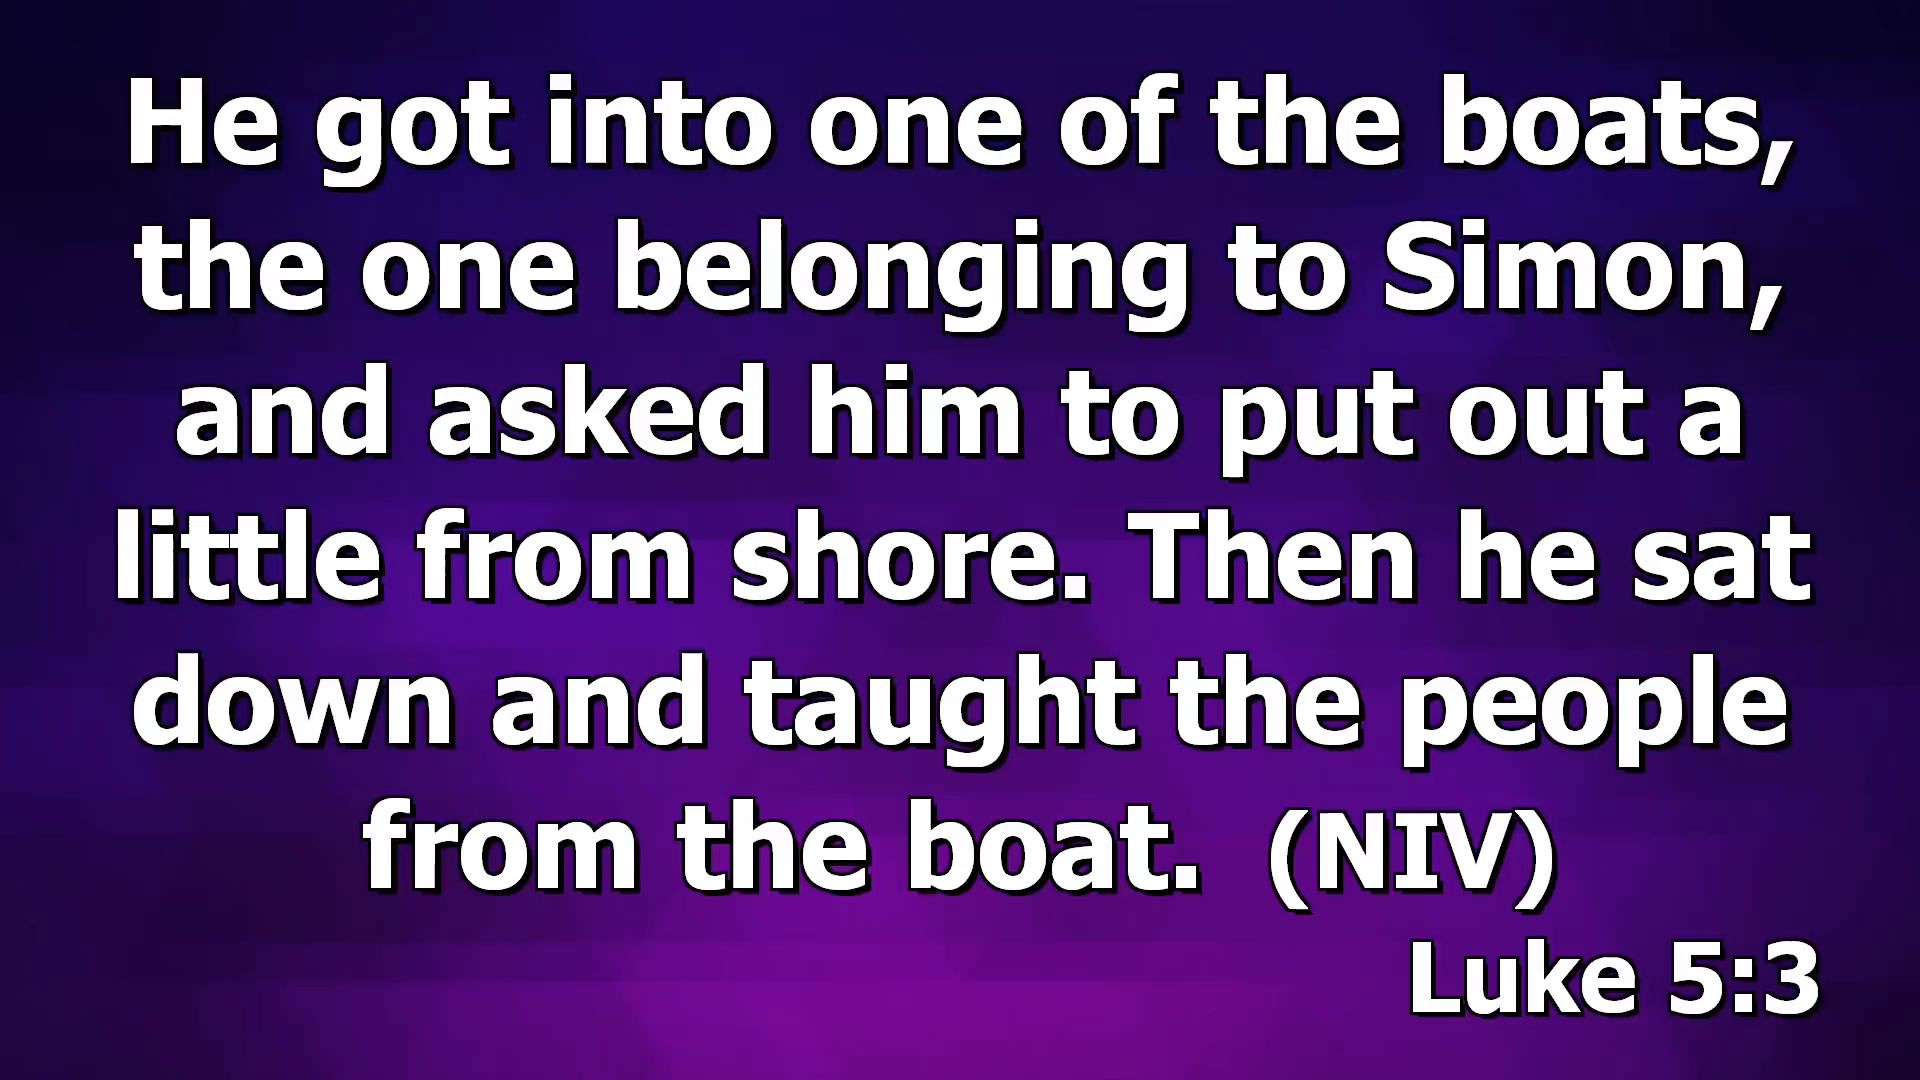 He got into one of the boats,
the one belonging to Simon,
and asked him to put out a
little from shore. Then he sat
down and taught the people
from the boat. (NIV)
Luke 5:3